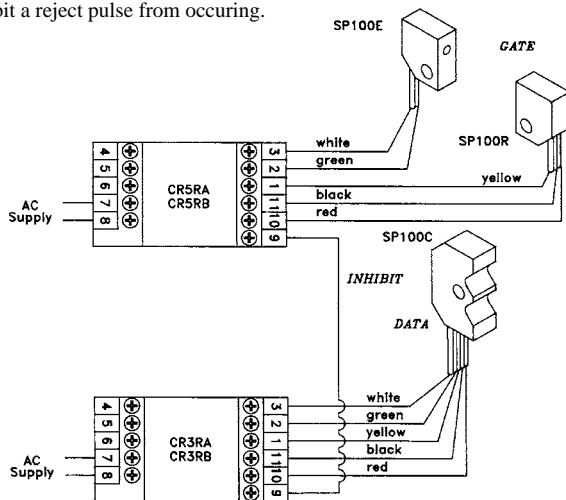 bit a reject pulse from occuring.
SP100E
GATE
SP100R
white
green
yellow
black
red
4
5
6
7
8
CR5RA
CR5RB
3
2
1
11
10
9
AC
Supply
SP100C
INHIBIT
DATA
white
green
yellow
black
red
4
5
6
7
8
CR3RA
CR3RB
3
2
1
11
10
9
AC
Supply